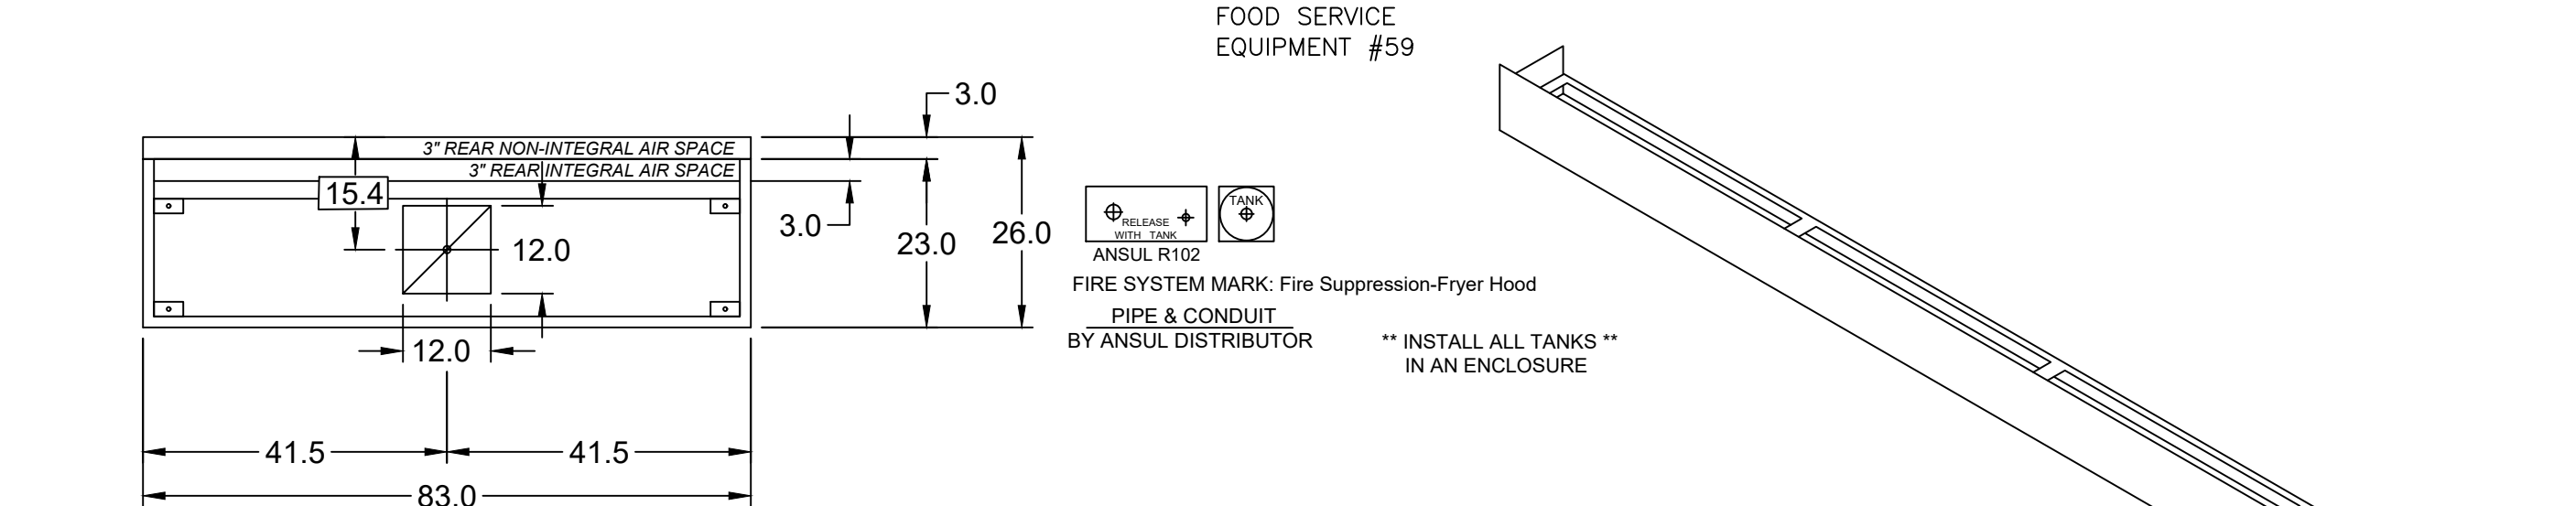 FOOD SERVICE
EQUIPMENT #59
3.0
3" REAR NON-INTEGRAL AIR SPACE
3" REAR INTEGRAL AIR SPACE
15.4
3.0
12.0
23.0
26.0
TANK
RELEASE
WITH TANK
ANSUL R102
FIRE SYSTEM MARK: Fire Suppression-Fryer Hood
PIPE & CONDUIT
BY ANSUL DISTRIBUTOR
** INSTALL ALL TANKS **
IN AN ENCLOSURE
12.0
41.5
41.5
83.0